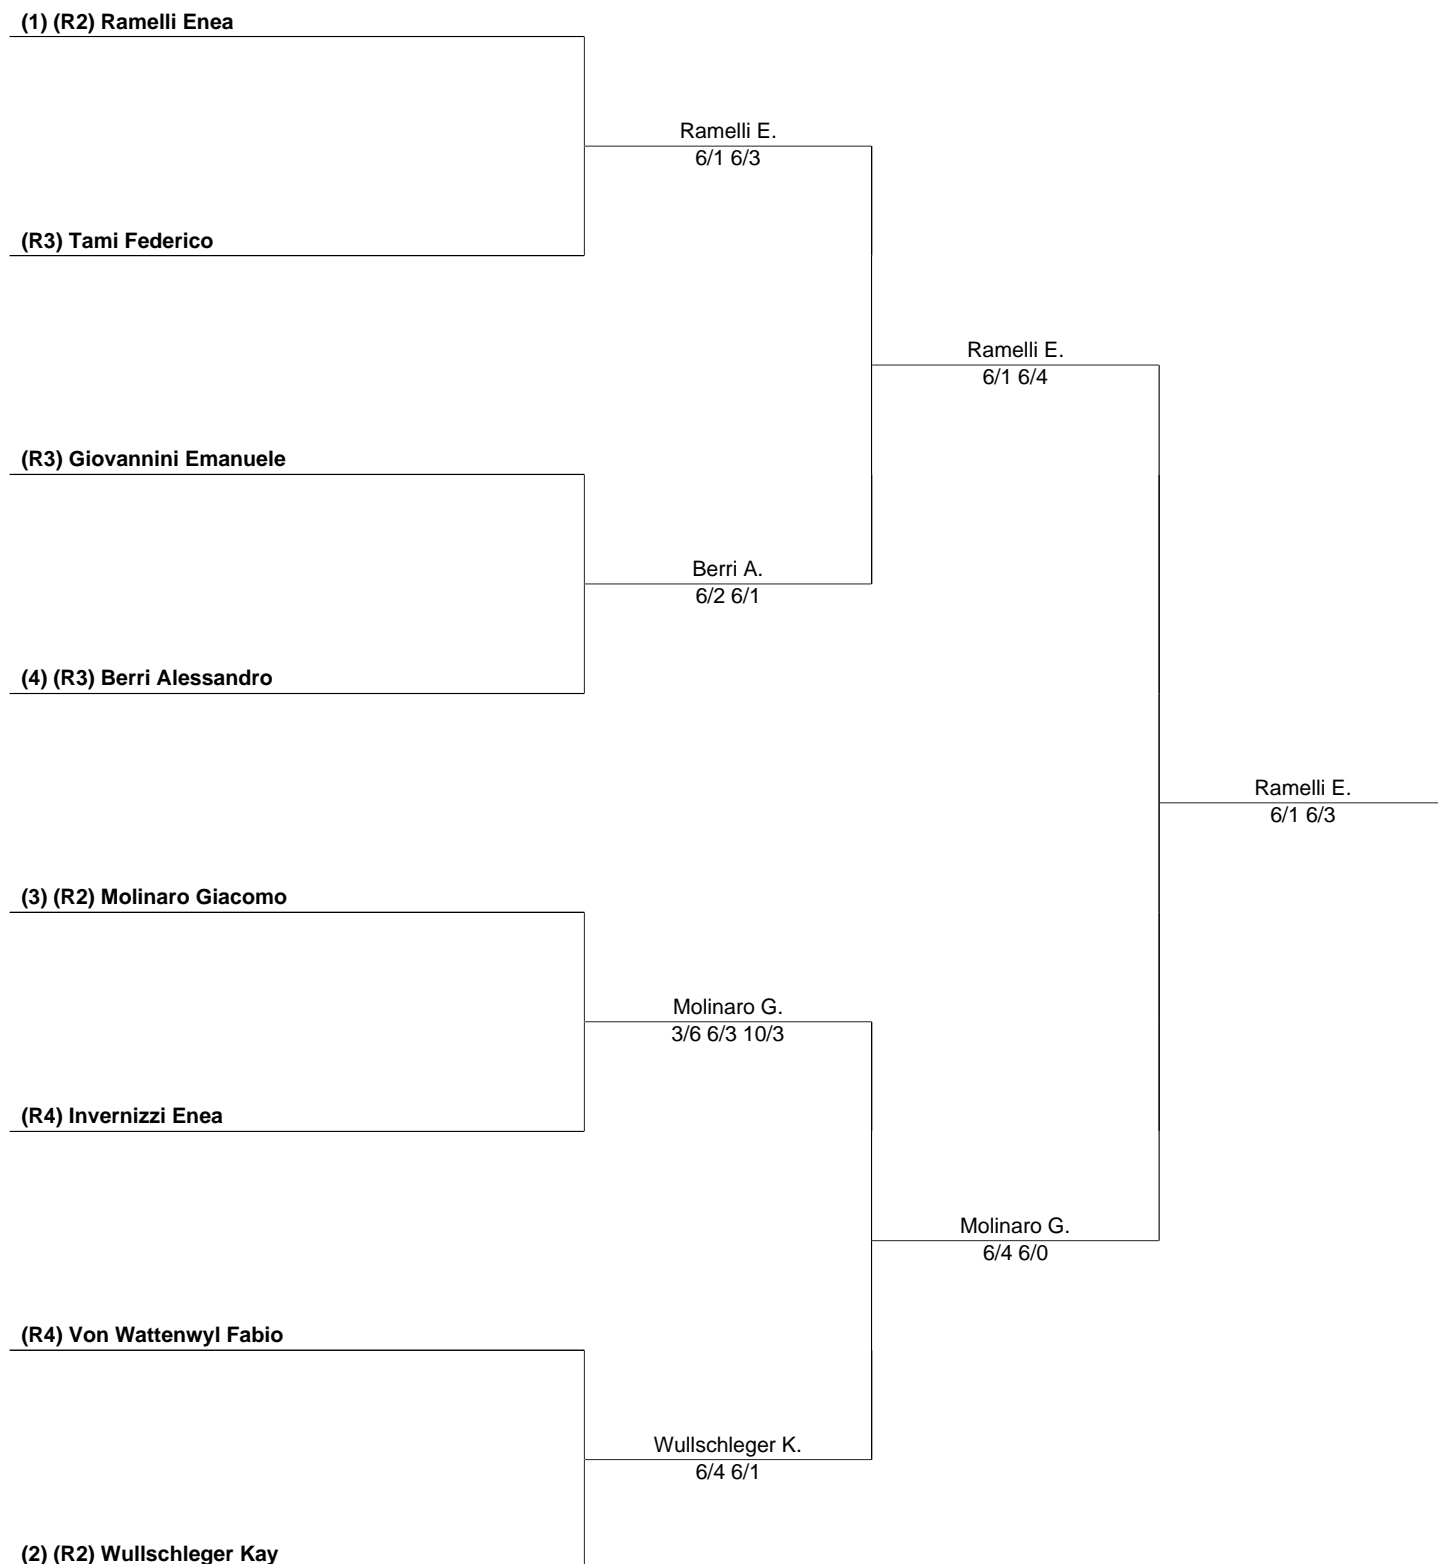 (1) (R2) Ramelli Enea
Ramelli E.
6/1 6/3
(R3) Tami Federico
Ramelli E.
6/1 6/4
(R3) Giovannini Emanuele
Berri A.
6/2 6/1
(4) (R3) Berri Alessandro
Ramelli E.
6/1 6/3
(3) (R2) Molinaro Giacomo
Molinaro G.
3/6 6/3 10/3
(R4) Invernizzi Enea
Molinaro G.
6/4 6/0
(R4) Von Wattenwyl Fabio
Wullschleger K.
6/4 6/1
(2) (R2) Wullschleger Kay